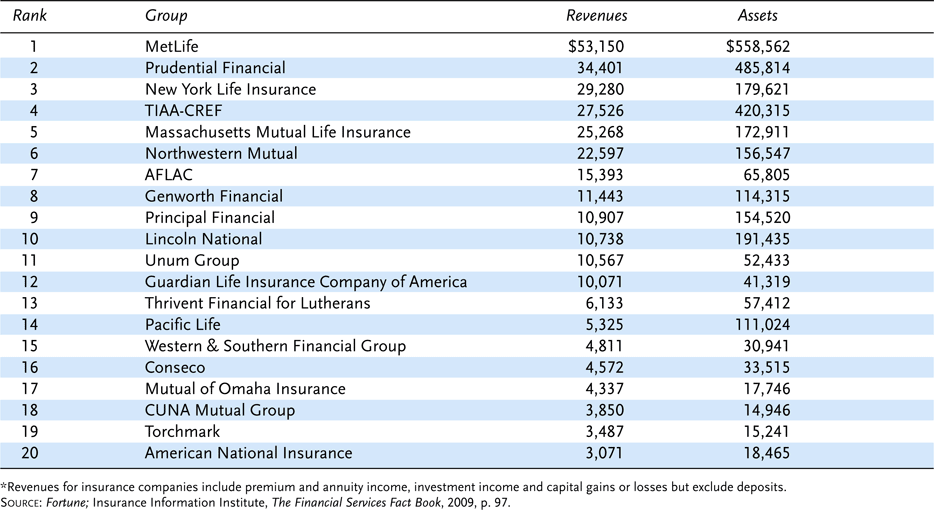 Rank Group Revenues Assets
1 MetLife $53,150 $558,562
2 Prudential Financial 34,401 485,814
3 New York Life Insurance 29,280 179,621
4 TIAA-CREF 27,526 420,315
5 Massachusetts Mutual Life Insurance 25,268 172,911
6 Northwestern Mutual 22,597 156,547
7 AFLAC 15,393 65,805
8 Genworth Financial 11,443 114,315
9 Principal Financial 10,907 154,520
10 Lincoln National 10,738 191,435
11 Unum Group 10,567 52,433
12 Guardian Life Insurance Company of America 10,071 41,319
13 Thrivent Financial for Lutherans 6,133 57,412
14 Pacific Life 5,325 111,024
15 Western & Southern Financial Group 4,811 30,941
16 Conseco 4,572 33,515
17 Mutual of Omaha Insurance 4,337 17,746
18 CUNA Mutual Group 3,850 14,946
19 Torchmark 3,487 15,241
20 American National Insurance 3,071 18,465
*Revenues for insurance companies include premium and annuity income, investment income and capital gains or losses but exclude deposits.
SOURCE: Fortune; Insurance Information Institute, The Financial Services Fact Book, 2009, p. 97.